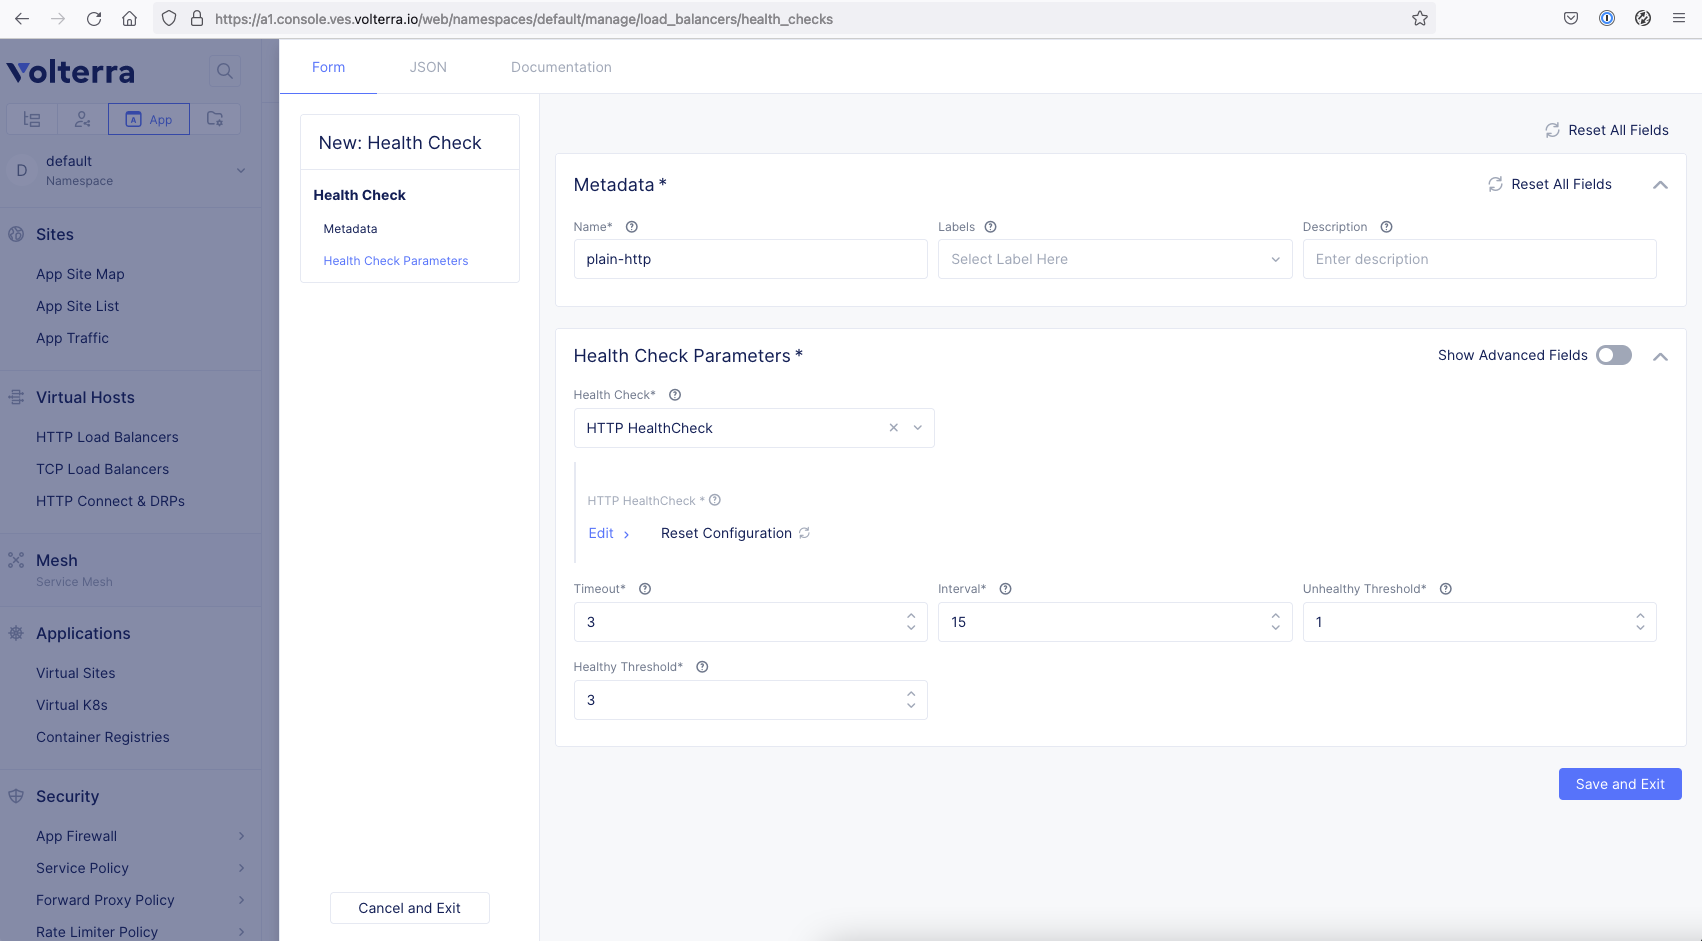 https://a1.console.ves.volterra.io/web/namespaces/default/manage/load_balancers/health_checks
Volterra
App
D
default
Namespace
Sites
App Site Map
App Site List
App Traffic
Virtual Hosts
HTTP Load Balancers
TCP Load Balancers
HTTP Connect & DRPs
Mesh
Service Mesh
Applications
Virtual Sites
Virtual K8s
Container Registries
Security
App Firewall
Service Policy
Forward Proxy Policy
Rate Limiter Policy
Form JSON Documentation
New: Health Check
Health Check
Metadata
Health Check Parameters
Cancel and Exit
Reset All Fields
Metadata * Reset All Fields
Name* Labels Description
plain-http Select Label Here Enter description
Health Check Parameters * Show Advanced Fields
Health Check*
HTTP HealthCheck
HTTP HealthCheck *
Edit Reset Configuration
Timeout* Interval* Unhealthy Threshold*
3 15 1
Healthy Threshold*
3
Save and Exit